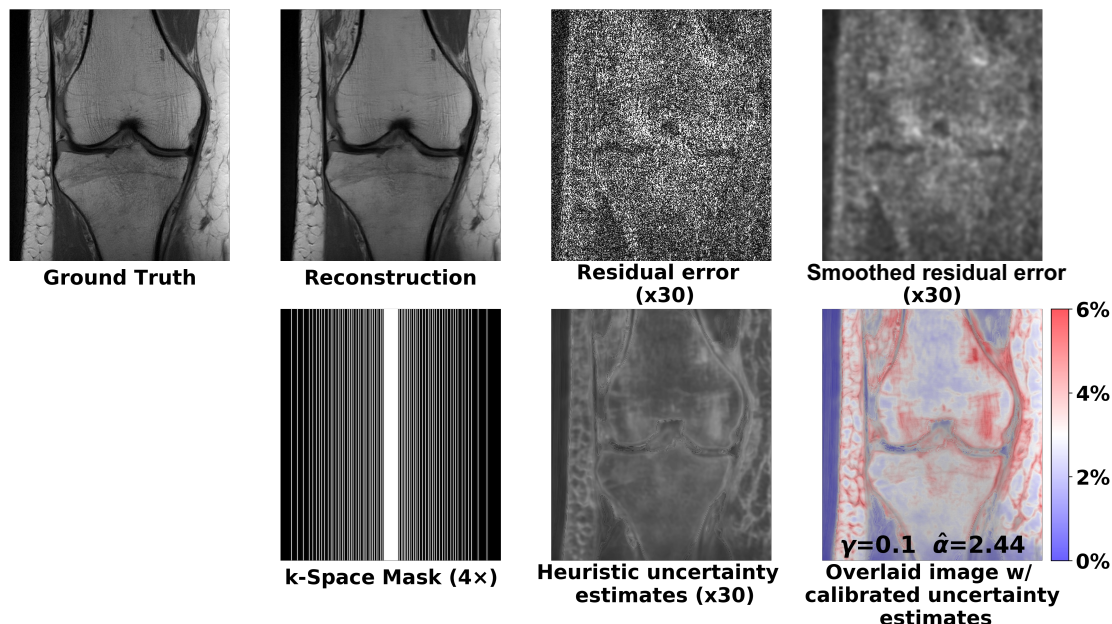 Ground Truth
Reconstruction
Residual error
(x30)
Smoothed residual error
(x30)
6%
4%
2%
0%
γ=0.1 α̂=2.44
k-Space Mask (4×)
Heuristic uncertainty
estimates (x30)
Overlaid image w/
calibrated uncertainty
estimates